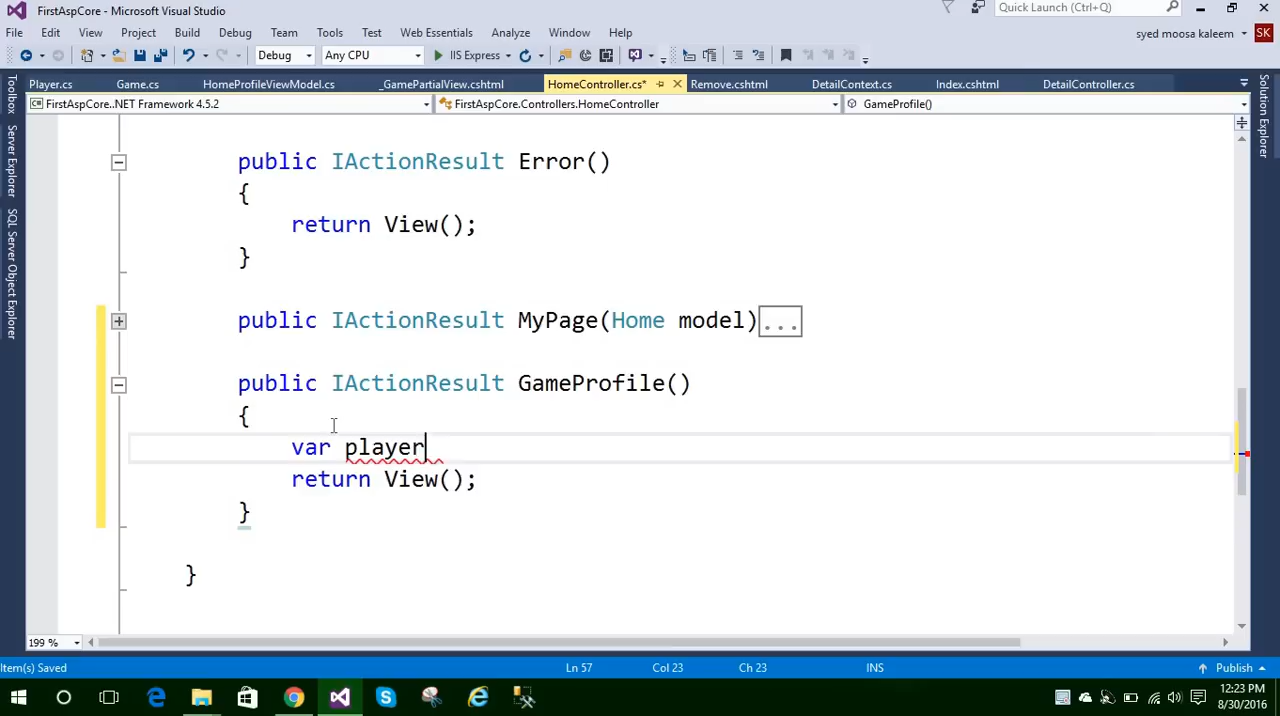 FirstAspCore - Microsoft Visual Studio
Quick Launch (Ctrl+Q)
File Edit View Project Build Debug Team Tools Test Web Essentials Analyze Window Help
syed moosa kaleem SK
Debug Any CPU IIS Express
Player.cs Game.cs HomeProfileViewModel.cs _GamePartialView.cshtml HomeController.cs* Remove.cshtml DetailContext.cs Index.cshtml DetailController.cs
FirstAspCore..NET Framework 4.5.2 FirstAspCore.Controllers.HomeController GameProfile()
Toolbox
Server Explorer
SQL Server Object Explorer
Solution Explorer
public IActionResult Error()
{
return View();
}
public IActionResult MyPage(Home model)...
public IActionResult GameProfile()
{
var player
return View();
}
}
199 %
Item(s) Saved Ln 57 Col 23 Ch 23 INS Publish
12:23 PM
8/30/2016